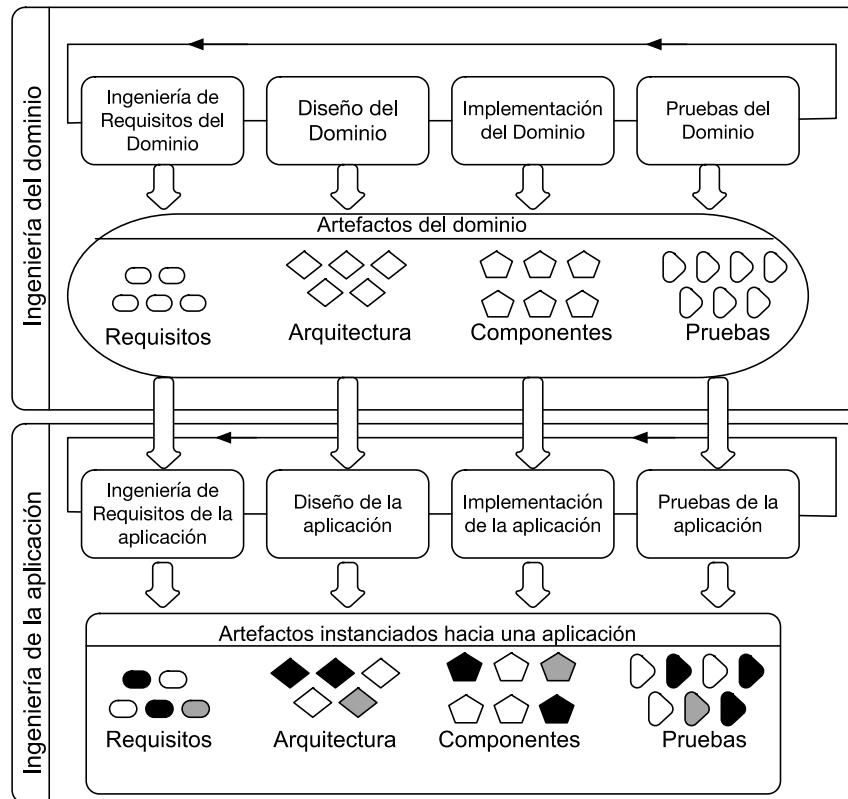 Ingeniería del dominio
Ingeniería de
Requisitos del
Dominio
Diseño del
Dominio
Implementación
del Dominio
Pruebas del
Dominio
Artefactos del dominio
Requisitos
Arquitectura
Componentes
Pruebas
Ingeniería de la aplicación
Ingeniería de
Requisitos de la
aplicación
Diseño de la
aplicación
Implementación
de la aplicación
Pruebas de la
aplicación
Artefactos instanciados hacia una aplicación
Requisitos
Arquitectura
Componentes
Pruebas